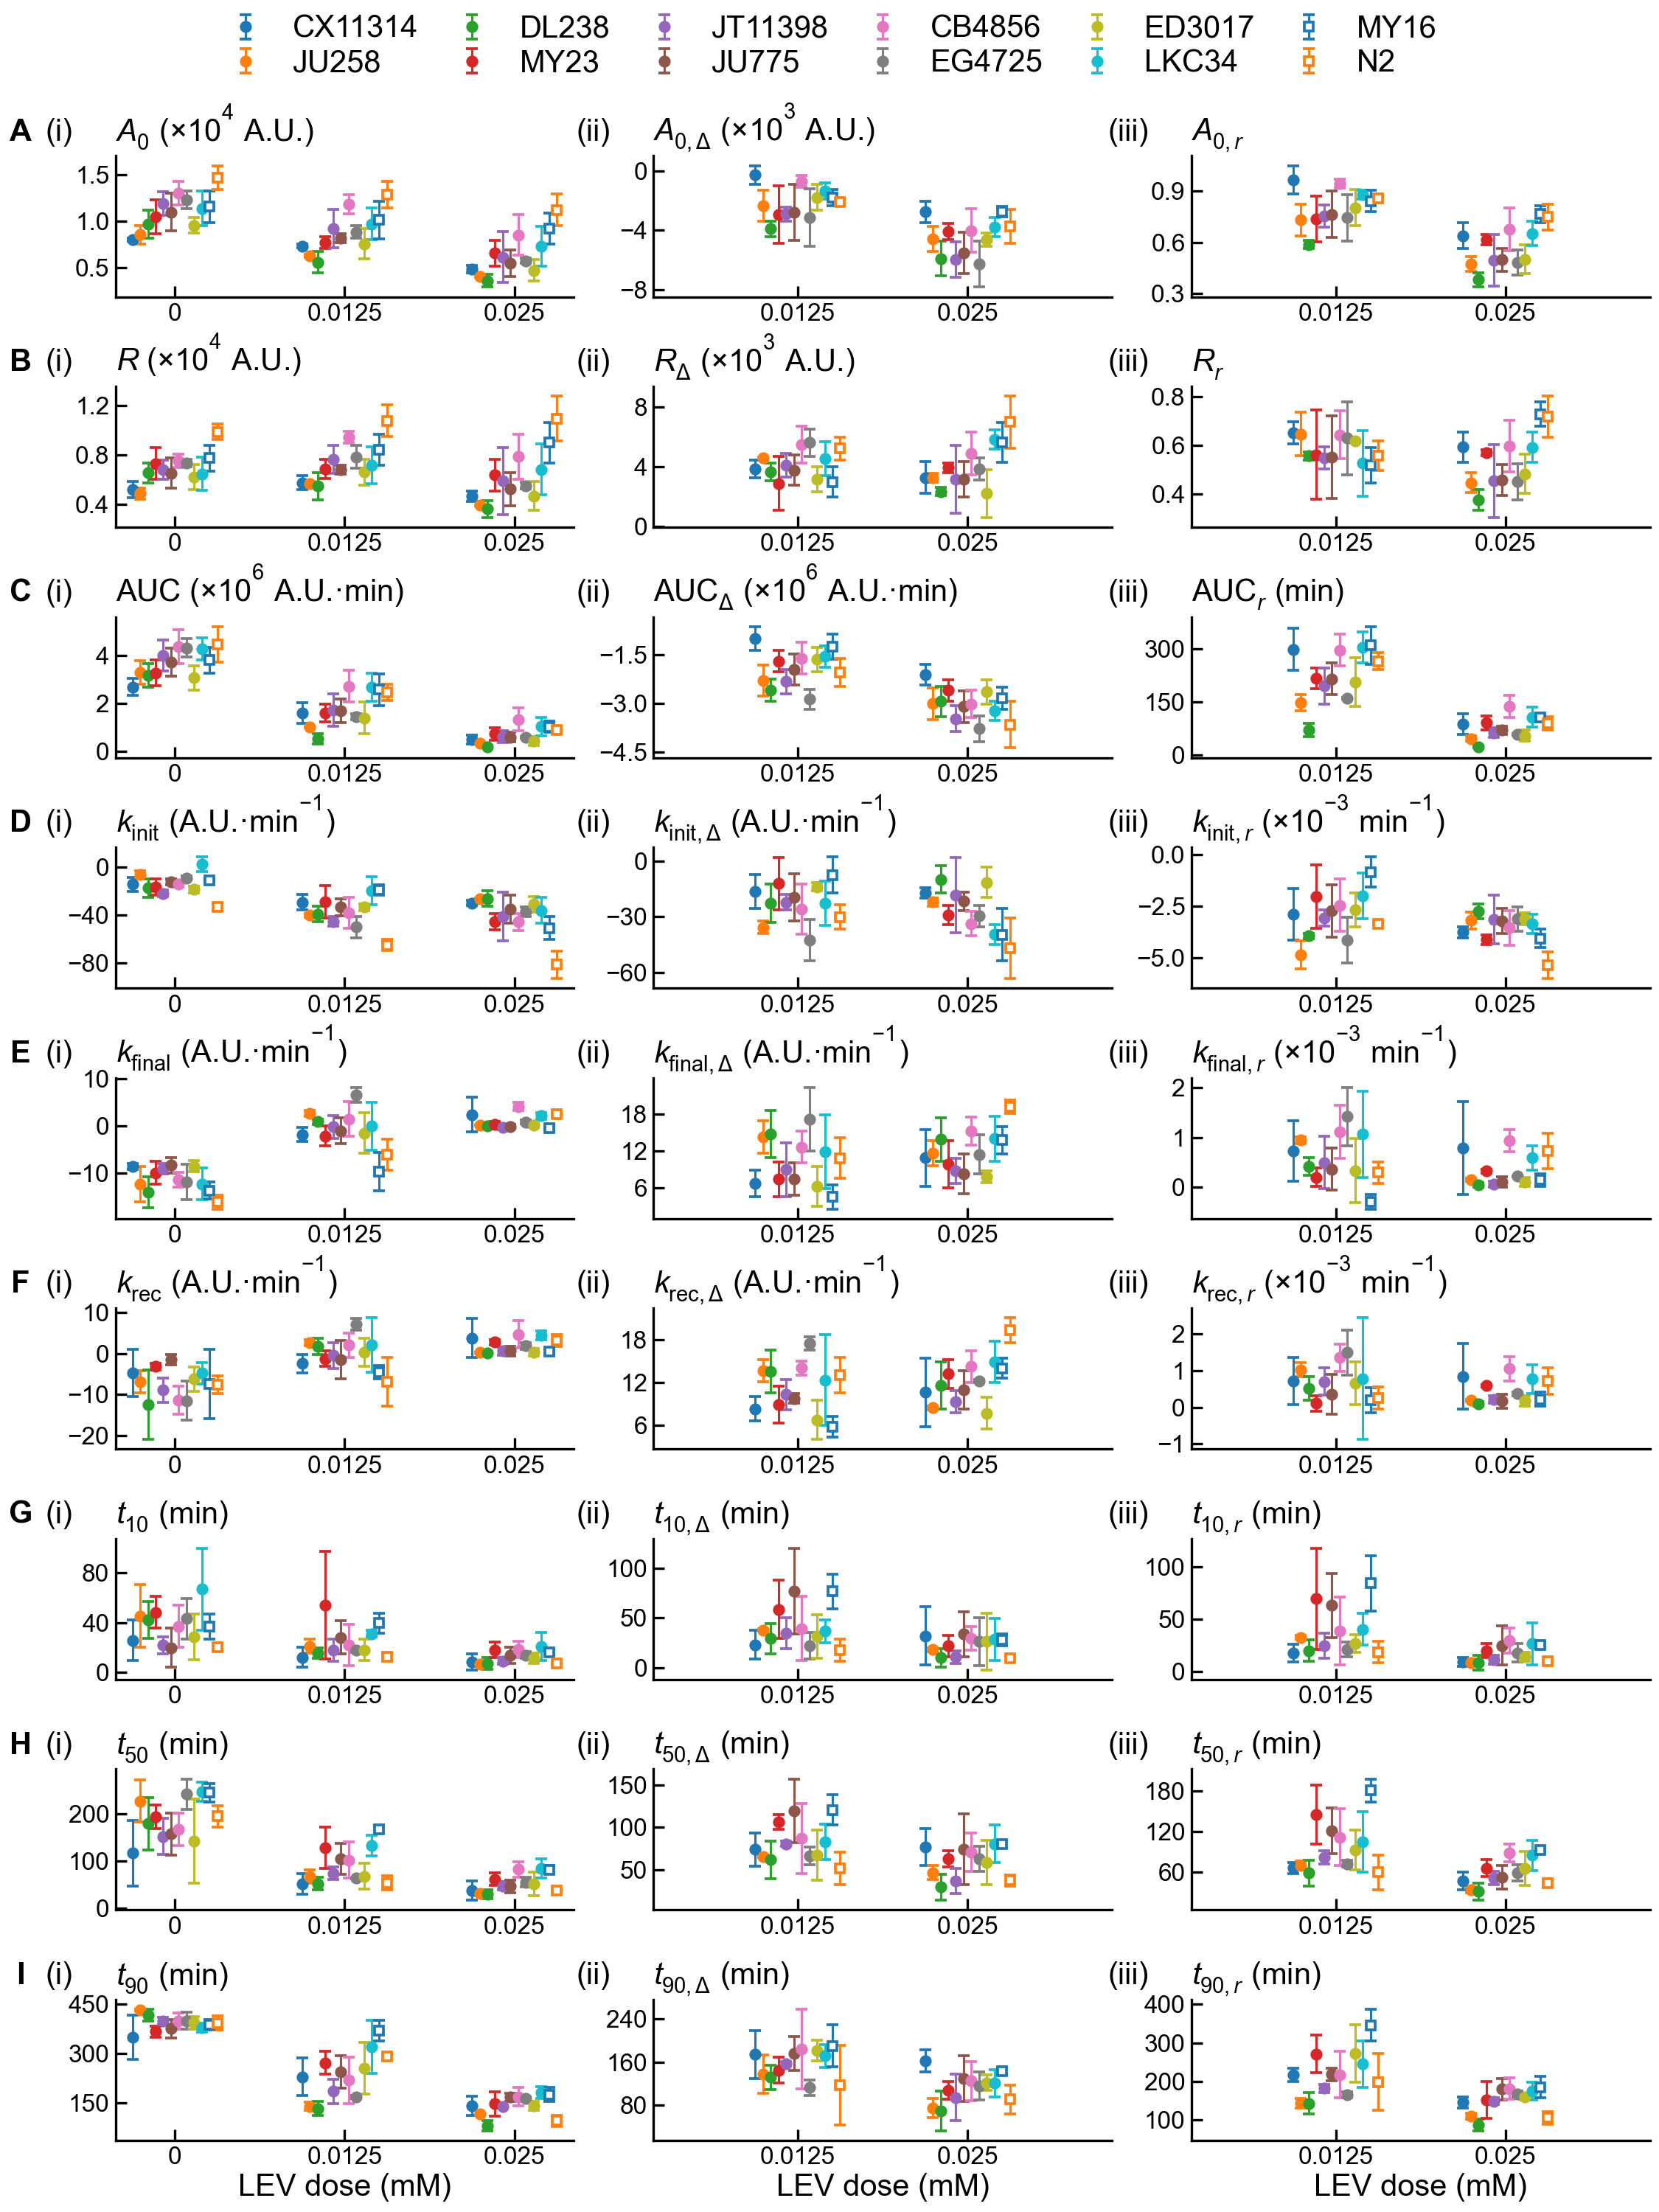 CX11314 DL238 JT11398 CB4856 ED3017 MY16
JU258 MY23 JU775 EG4725 LKC34 N2
A (i) A0 (×10^4 A.U.) (ii) A0, Δ (×10^3 A.U.) (iii) A0, r
1.5 1.0 0.5 0 −4 −8 0.9 0.6 0.3
0 0.0125 0.025 0.0125 0.025 0.0125 0.025
B (i) R (×10^4 A.U.) (ii) RΔ (×10^3 A.U.) (iii) Rr
1.2 0.8 0.4 8 4 0 0.8 0.6 0.4
0 0.0125 0.025 0.0125 0.025 0.0125 0.025
C (i) AUC (×10^6 A.U.·min) (ii) AUCΔ (×10^6 A.U.·min) (iii) AUCr (min)
4 2 0 −1.5 −3.0 −4.5 300 150 0
0 0.0125 0.025 0.0125 0.025 0.0125 0.025
D (i) kinit (A.U.·min^−1) (ii) kinit, Δ (A.U.·min^−1) (iii) kinit, r (×10^−3 min^−1)
0 −40 −80 0 −30 −60 0.0 −2.5 −5.0
0 0.0125 0.025 0.0125 0.025 0.0125 0.025
E (i) kfinal (A.U.·min^−1) (ii) kfinal, Δ (A.U.·min^−1) (iii) kfinal, r (×10^−3 min^−1)
10 0 −10 18 12 6 2 1 0
0 0.0125 0.025 0.0125 0.025 0.0125 0.025
F (i) krec (A.U.·min^−1) (ii) krec, Δ (A.U.·min^−1) (iii) krec, r (×10^−3 min^−1)
10 0 −10 −20 18 12 6 2 1 0 −1
0 0.0125 0.025 0.0125 0.025 0.0125 0.025
G (i) t10 (min) (ii) t10, Δ (min) (iii) t10, r (min)
80 40 0 100 50 0 100 50 0
0 0.0125 0.025 0.0125 0.025 0.0125 0.025
H (i) t50 (min) (ii) t50, Δ (min) (iii) t50, r (min)
200 100 0 150 100 50 180 120 60
0 0.0125 0.025 0.0125 0.025 0.0125 0.025
I (i) t90 (min) (ii) t90, Δ (min) (iii) t90, r (min)
450 300 150 240 160 80 400 300 200 100
0 0.0125 0.025 0.0125 0.025 0.0125 0.025
LEV dose (mM) LEV dose (mM) LEV dose (mM)